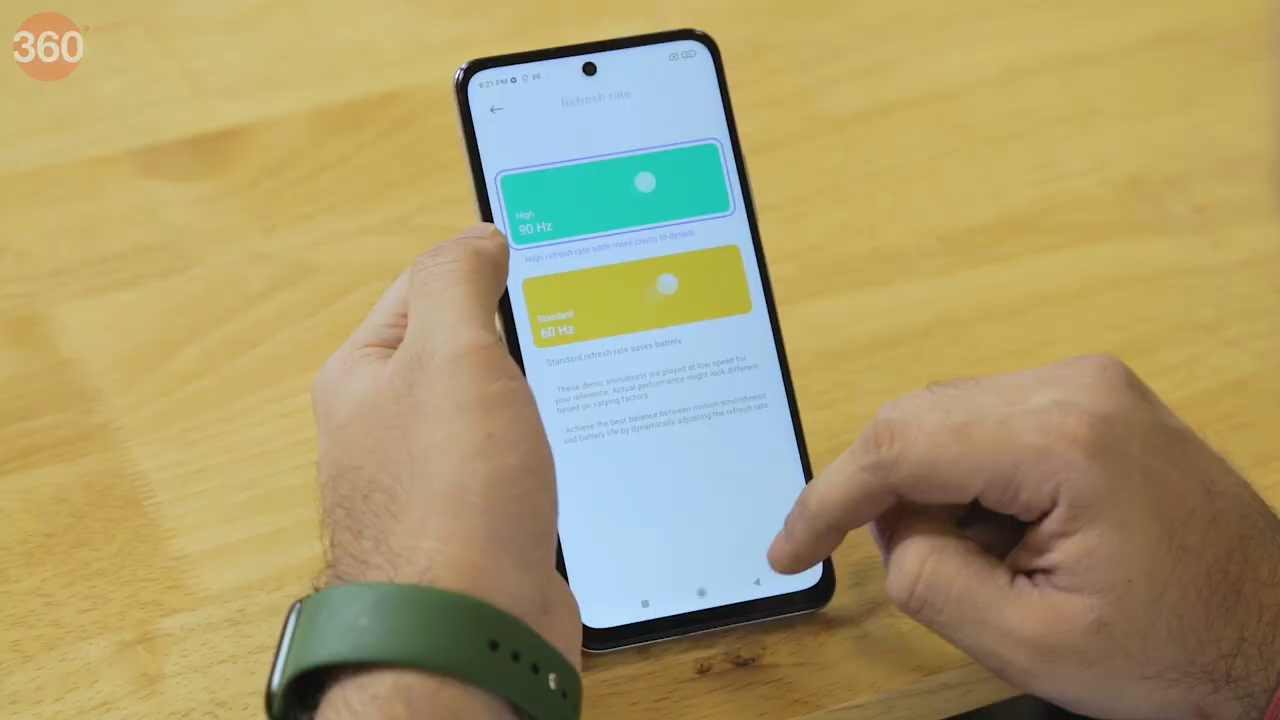 360
6:21 PM
Refresh rate
High
90 Hz
High refresh rate adds more clarity to details.
Standard
60 Hz
Standard refresh rate saves battery
· These demo animations are played at low speed for
your reference. Actual performance might look different
based on varying factors.
· Achieve the best balance between motion smoothness
and battery life by dynamically adjusting the refresh rate